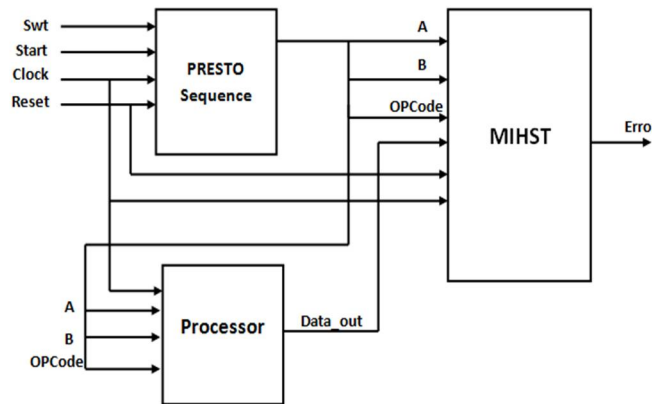 Swt
Start
Clock
Reset
PRESTO
Sequence
A
B
OPCode
MIHST
Erro
A
B
OPCode
Processor
Data_out